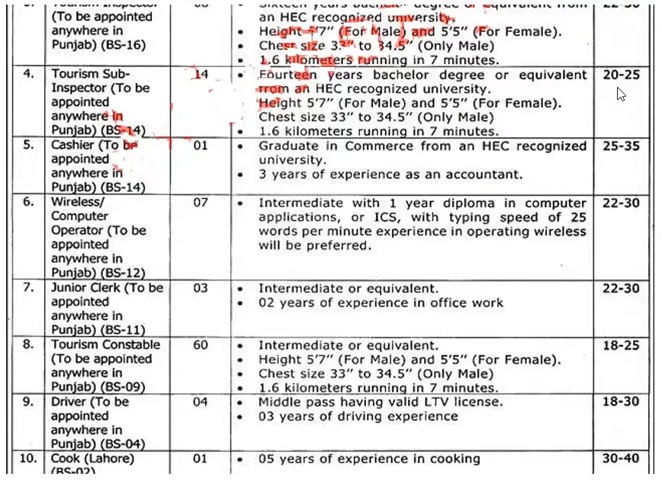 (To be appointed
anywhere in
Punjab) (BS-16)
an HEC recognized university.
• Height 5'7" (For Male) and 5'5" (For Female).
• Chest size to 34.5" (Only Male)
• 1.6 kilometers running in 7 minutes.
4. Tourism Sub-
Inspector (To be
appointed
anywhere in
Punjab) (BS-14)
14
• Fourteen years bachelor degree or equivalent
from an HEC recognized university.
Height 5'7" (For Male) and 5'5" (For Female).
Chest size 33" to 34.5" (Only Male)
• 1.6 kilometers running in 7 minutes.
20-25
5. Cashier (To be
appointed
anywhere in
Punjab) (BS-14)
01
• Graduate in Commerce from an HEC recognized
university.
• 3 years of experience as an accountant.
25-35
6. Wireless/
Computer
Operator (To be
appointed
anywhere in
Punjab) (BS-12)
07
• Intermediate with 1 year diploma in computer
applications, or ICS, with typing speed of 25
words per minute experience in operating wireless
will be preferred.
22-30
7. Junior Clerk (To be
appointed
anywhere in
Punjab) (BS-11)
03
• Intermediate or equivalent.
• 02 years of experience in office work
22-30
8. Tourism Constable
(To be appointed
anywhere in
Punjab) (BS-09)
60
• Intermediate or equivalent.
• Height 5'7" (For Male) and 5'5" (For Female).
• Chest size 33" to 34.5" (Only Male)
• 1.6 kilometers running in 7 minutes.
18-25
9. Driver (To be
appointed
anywhere in
Punjab) (BS-04)
04
• Middle pass having valid LTV license.
• 03 years of driving experience
18-30
10. Cook (Lahore)
(BS-02)
01
• 05 years of experience in cooking
30-40